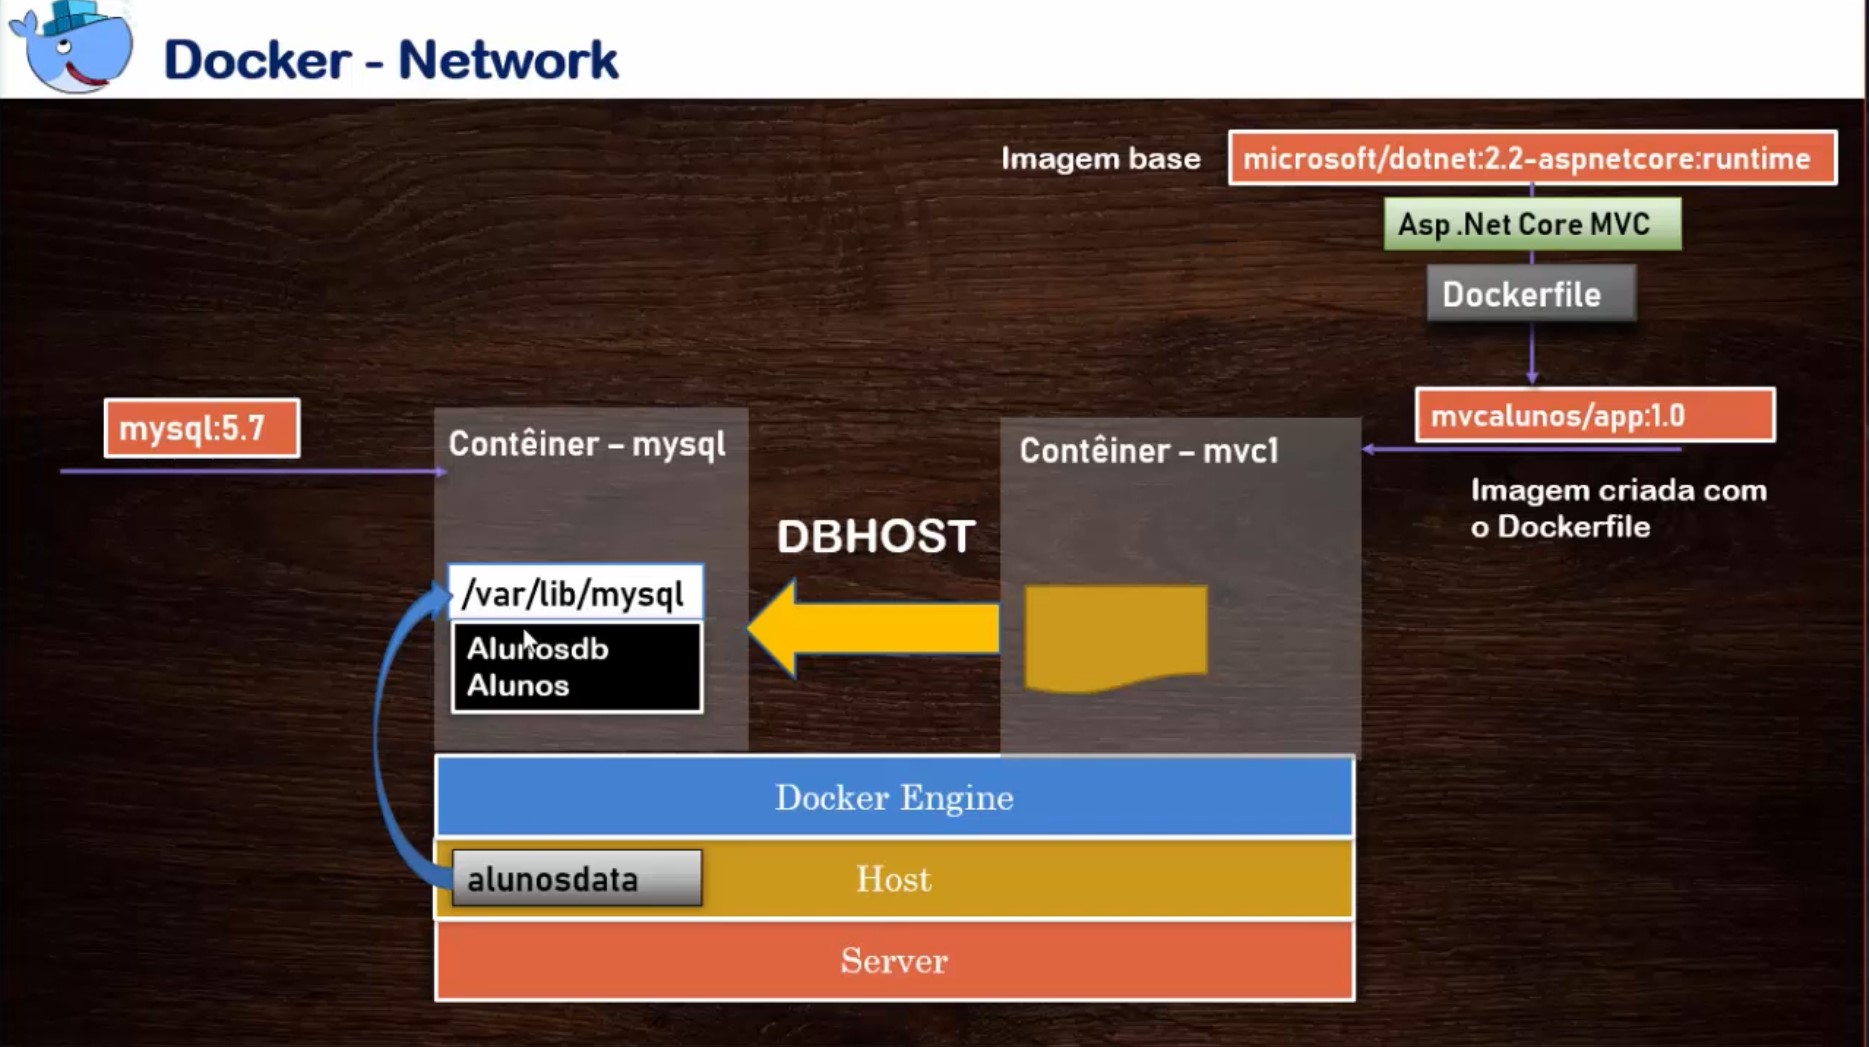 Docker - Network
Imagem base
microsoft/dotnet:2.2-aspnetcore:runtime
Asp .Net Core MVC
Dockerfile
mvcalunos/app:1.0
Imagem criada com
o Dockerfile
mysql:5.7
Contêiner – mysql
Contêiner – mvc1
DBHOST
/var/lib/mysql
Alunosdb
Alunos
Docker Engine
alunosdata
Host
Server